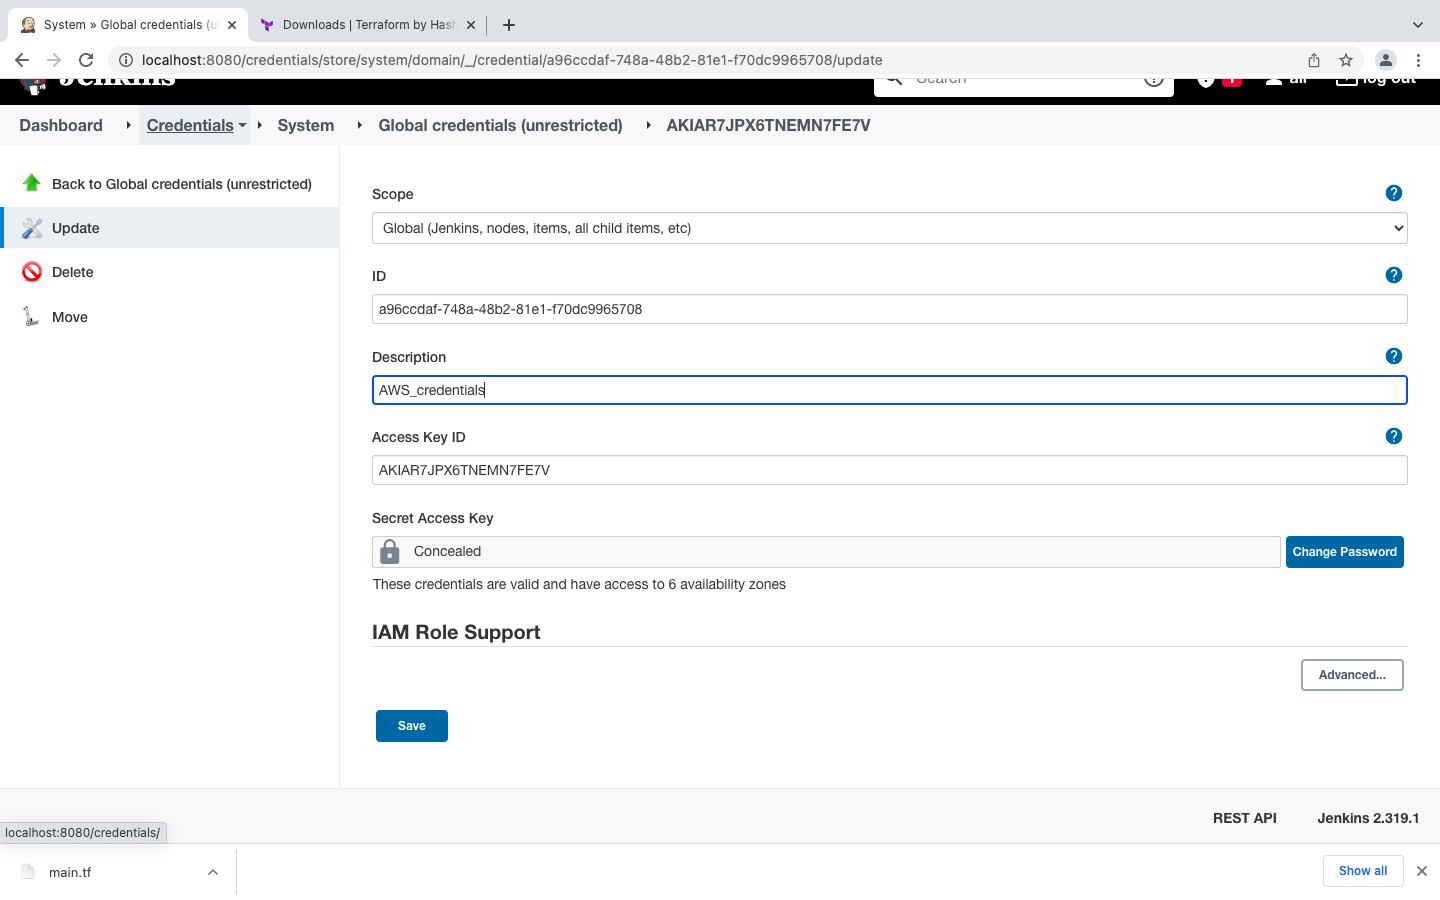 System » Global credentials (u
Downloads | Terraform by Hash
localhost:8080/credentials/store/system/domain/_/credential/a96ccdaf-748a-48b2-81e1-f70dc9965708/update
Jenkins
Search
1
ali
log out
Dashboard
Credentials
System
Global credentials (unrestricted)
AKIAR7JPX6TNEMN7FE7V
Back to Global credentials (unrestricted)
Update
Delete
Move
Scope
Global (Jenkins, nodes, items, all child items, etc)
ID
a96ccdaf-748a-48b2-81e1-f70dc9965708
Description
AWS_credentials
Access Key ID
AKIAR7JPX6TNEMN7FE7V
Secret Access Key
Concealed
Change Password
These credentials are valid and have access to 6 availability zones
IAM Role Support
Advanced...
Save
REST API
Jenkins 2.319.1
localhost:8080/credentials/
main.tf
Show all